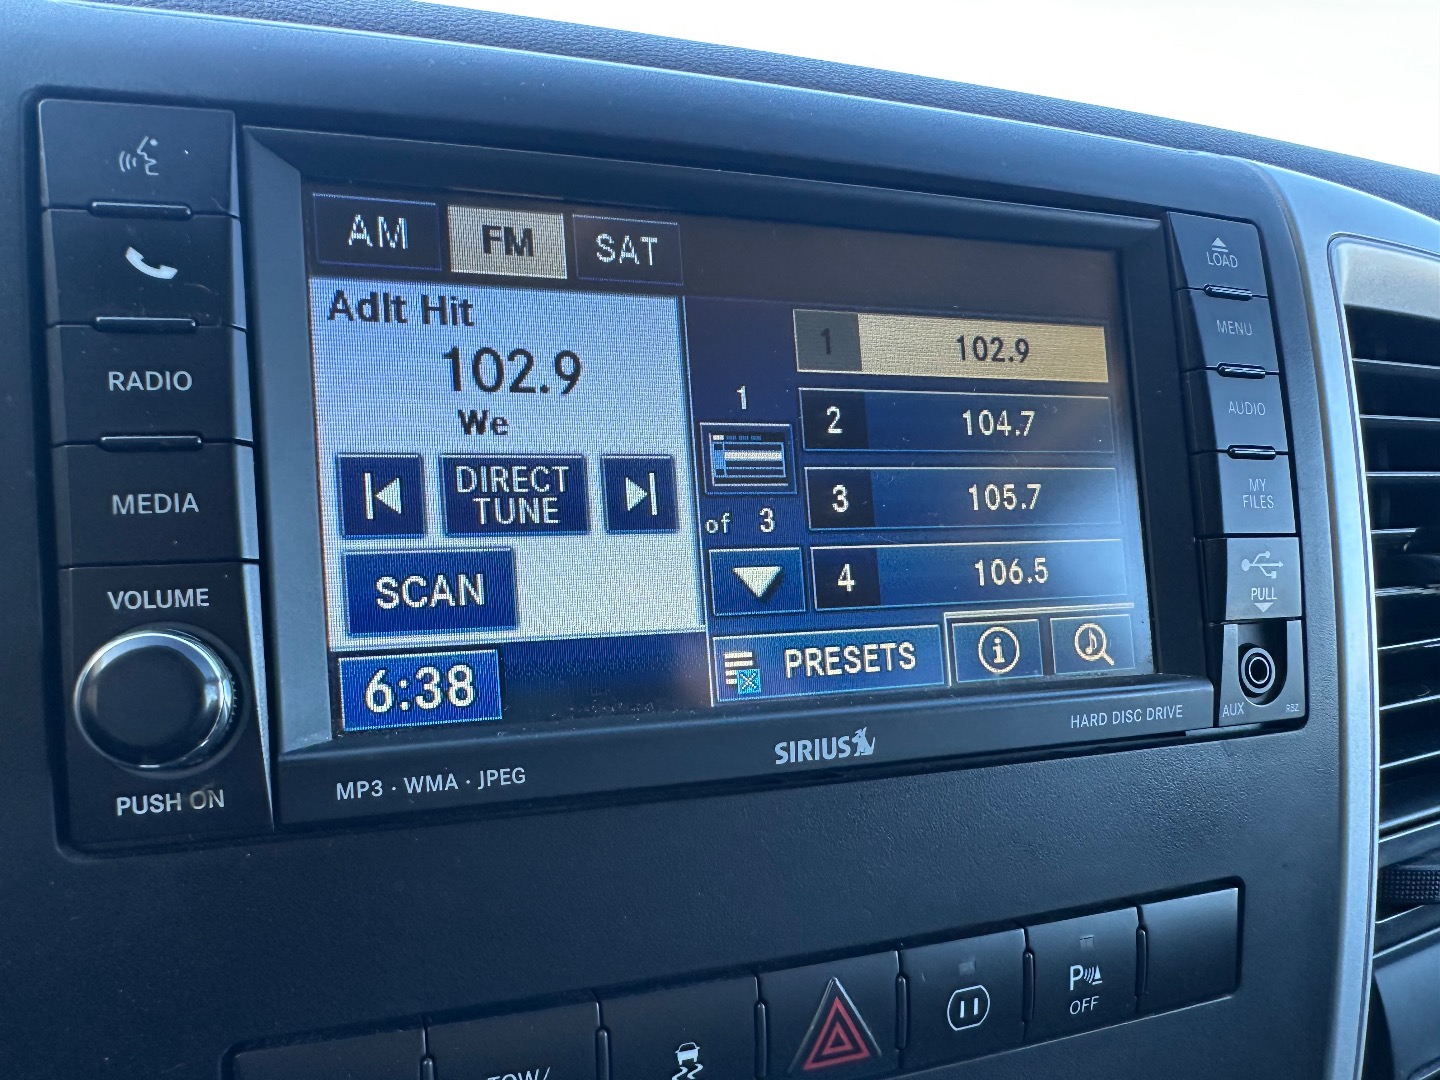 AM FM SAT
Adlt Hit
102.9
We
DIRECT
TUNE
SCAN
6:38
1
of 3
1 102.9
2 104.7
3 105.7
4 106.5
PRESETS
RADIO
MEDIA
VOLUME
PUSH ON
LOAD
MENU
AUDIO
MY
FILES
PULL
AUX
RBZ
MP3 · WMA · JPEG
SIRIUS
HARD DISC DRIVE
TOW/
P
OFF